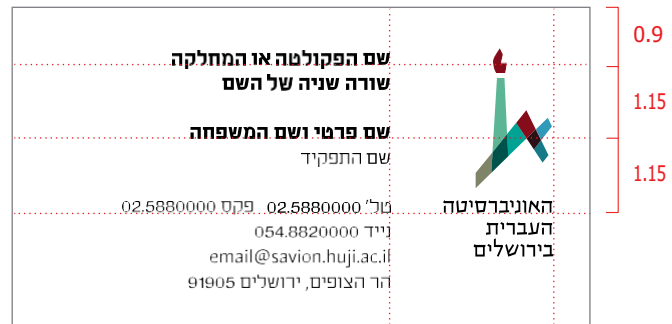 שם הפקולטה או המחלקה
שורה שניה של השם
שם פרטי ושם המשפחה
שם התפקיד
טל' 02.5880000 פקס 02.5880000
נייד 054.8820000
email@savion.huji.ac.il
הר הצופים, ירושלים 91905
האוניברסיטה
העברית
בירושלים
0.9
1.15
1.15